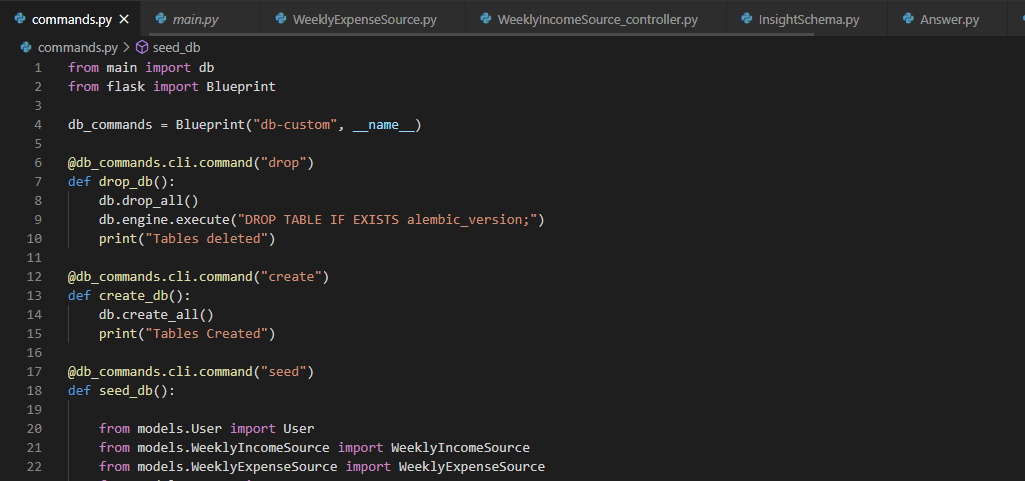 commands.py main.py WeeklyExpenseSource.py WeeklyIncomeSource_controller.py InsightSchema.py Answer.py
commands.py > seed_db
1 from main import db
2 from flask import Blueprint
3
4 db_commands = Blueprint("db-custom", __name__)
5
6 @db_commands.cli.command("drop")
7 def drop_db():
8     db.drop_all()
9     db.engine.execute("DROP TABLE IF EXISTS alembic_version;")
10     print("Tables deleted")
11
12 @db_commands.cli.command("create")
13 def create_db():
14     db.create_all()
15     print("Tables Created")
16
17 @db_commands.cli.command("seed")
18 def seed_db():
19
20     from models.User import User
21     from models.WeeklyIncomeSource import WeeklyIncomeSource
22     from models.WeeklyExpenseSource import WeeklyExpenseSource